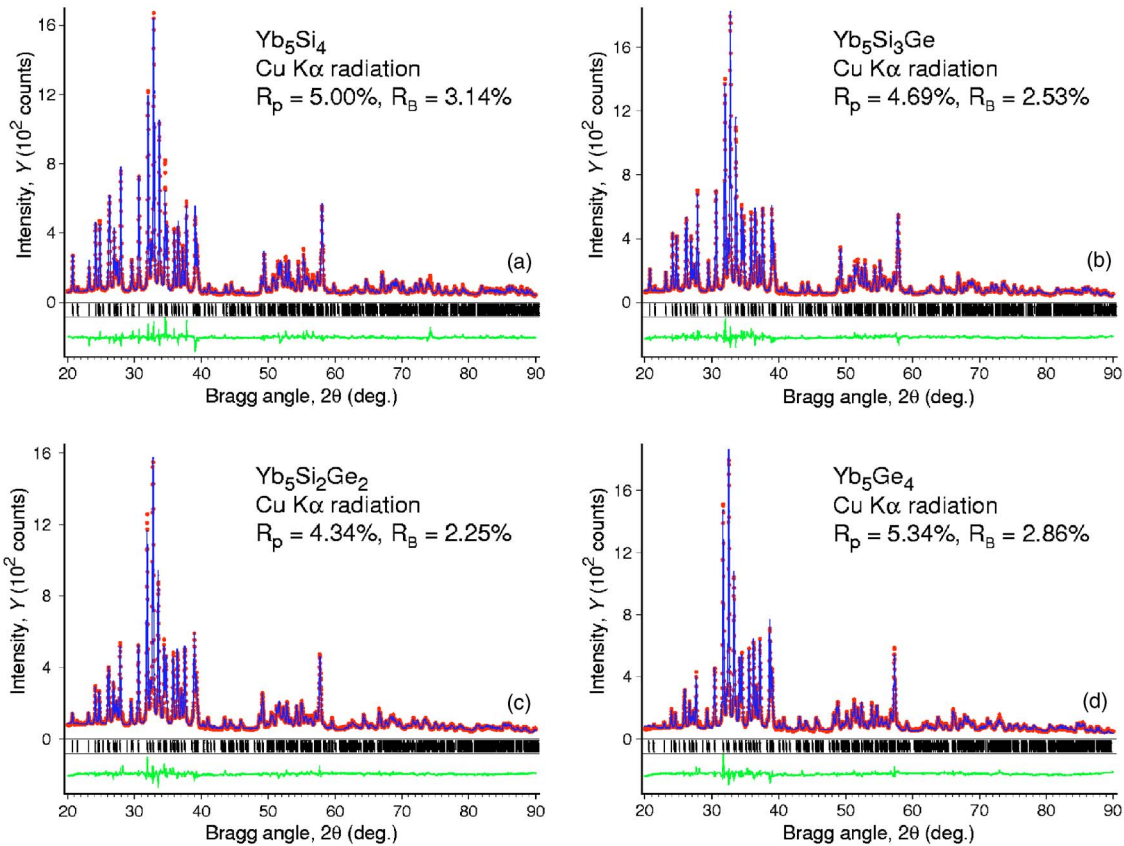 Yb₅Si₄
Cu Kα radiation
Rₚ = 5.00%, R_B = 3.14%
Intensity, Y (10² counts)
16
12
8
4
0
(a)
20 30 40 50 60 70 80 90
Bragg angle, 2θ (deg.)
Yb₅Si₃Ge
Cu Kα radiation
Rₚ = 4.69%, R_B = 2.53%
Intensity, Y (10² counts)
16
12
8
4
0
(b)
20 30 40 50 60 70 80 90
Bragg angle, 2θ (deg.)
Yb₅Si₂Ge₂
Cu Kα radiation
Rₚ = 4.34%, R_B = 2.25%
Intensity, Y (10² counts)
16
12
8
4
0
(c)
20 30 40 50 60 70 80 90
Bragg angle, 2θ (deg.)
Yb₅Ge₄
Cu Kα radiation
Rₚ = 5.34%, R_B = 2.86%
Intensity, Y (10² counts)
16
12
8
4
0
(d)
20 30 40 50 60 70 80 90
Bragg angle, 2θ (deg.)